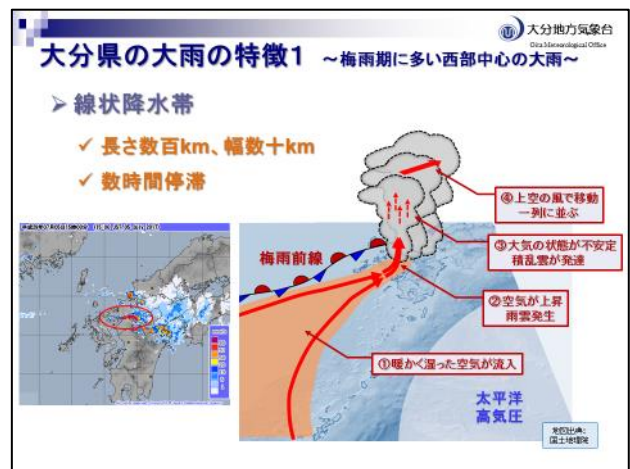 大分地方気象台
Oita Meteorological Office
大分県の大雨の特徴1 ～梅雨期に多い西部中心の大雨～
➢ 線状降水帯
✓ 長さ数百km、幅数十km
✓ 数時間停滞
④上空の風で移動
一列に並ぶ
③大気の状態が不安定
積乱雲が発達
梅雨前線
②空気が上昇
雨雲発生
①暖かく湿った空気が流入
太平洋
高気圧
地図出典:
国土地理院